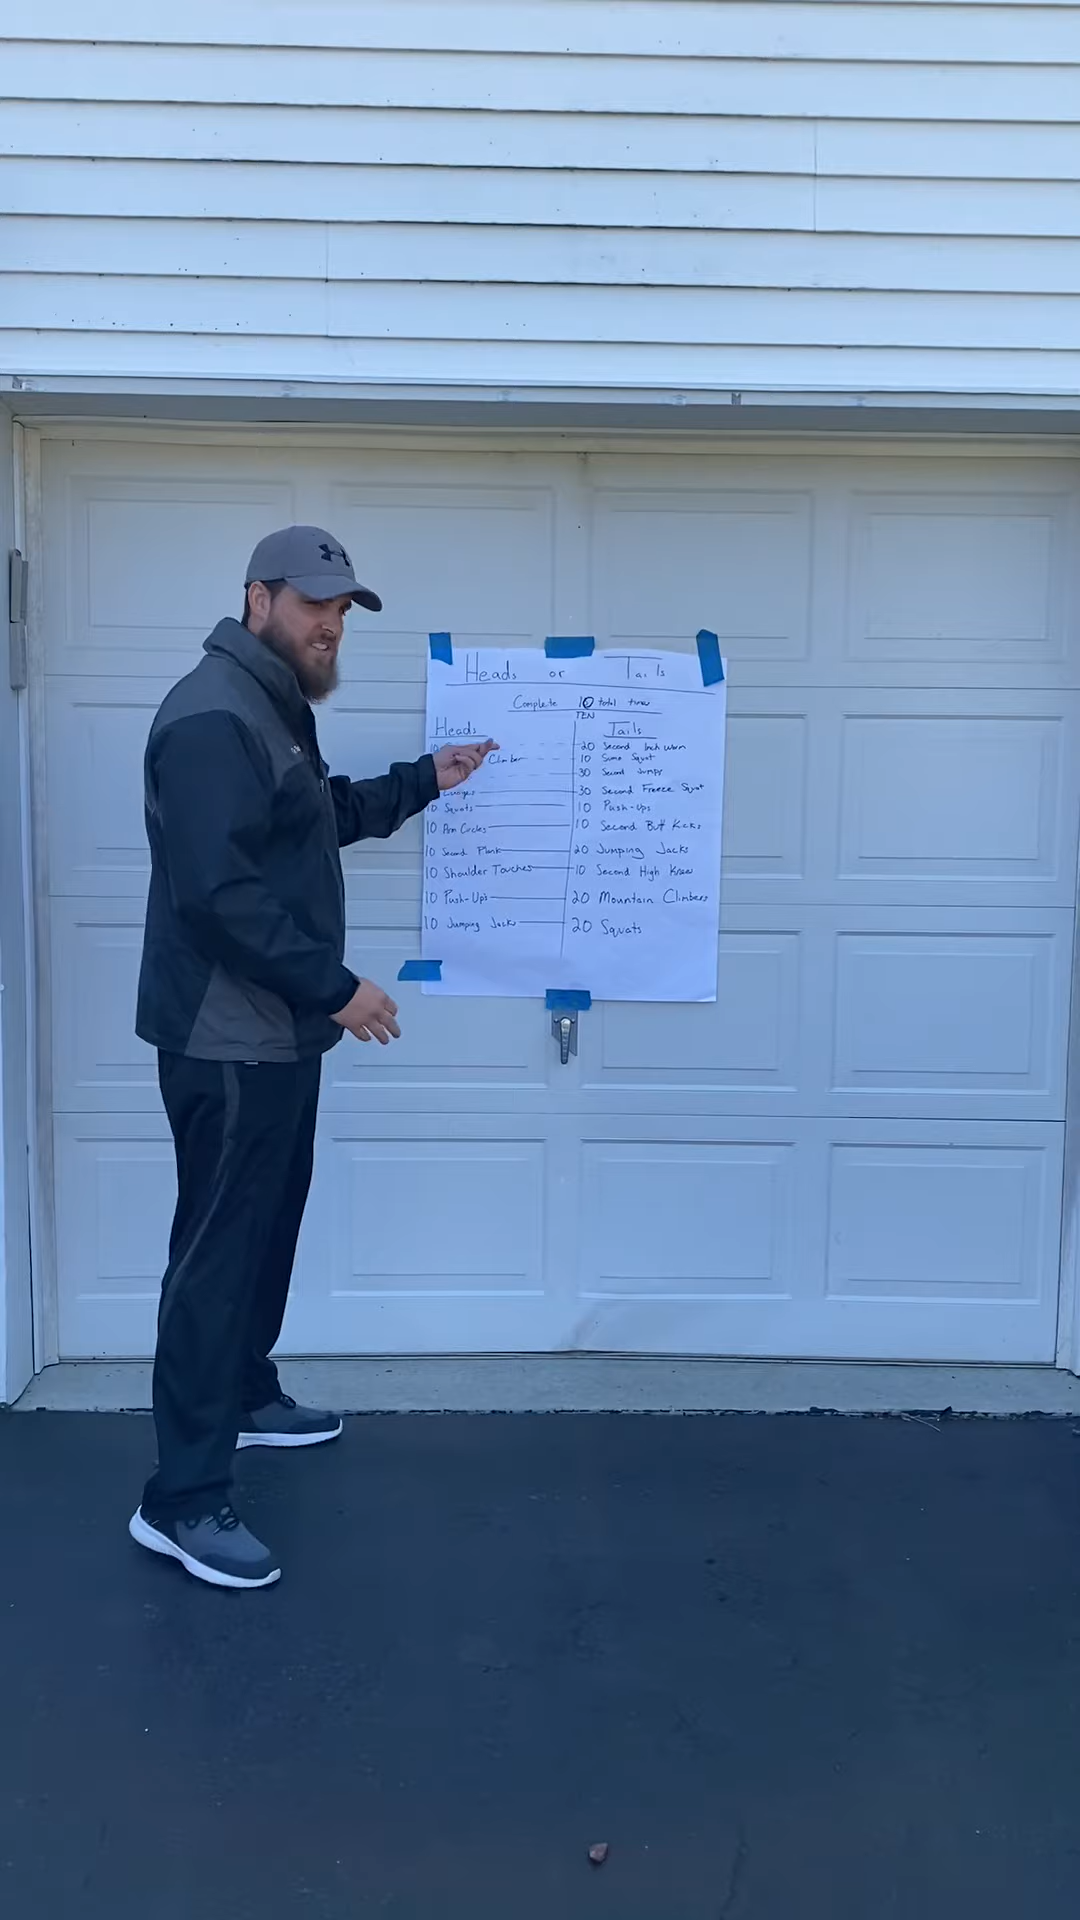 Heads or Tails
Complete 10 total times
TEN
Heads Tails
10 20 Second Inch Worm
Climber 10 Sumo Squat
30 Second Jumps
Lunges 30 Second Freeze Squat
10 Squats 10 Push-Ups
10 Arm Circles 10 Second Butt Kicks
10 Second Plank 20 Jumping Jacks
10 Shoulder Touches 10 Second High Knees
10 Push-Ups 20 Mountain Climbers
10 Jumping Jacks 20 Squats